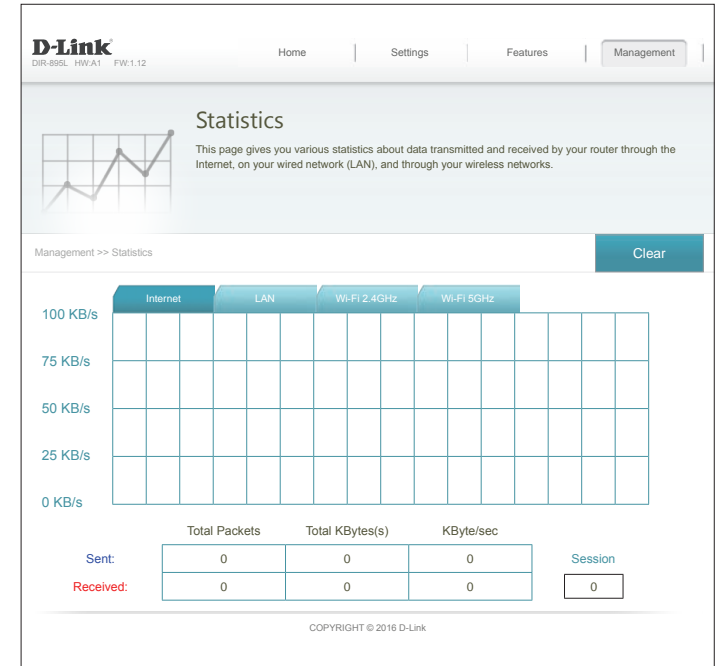 D-Link
DIR-895L HW:A1 FW:1.12
Home Settings Features Management
Statistics
This page gives you various statistics about data transmitted and received by your router through the
Internet, on your wired network (LAN), and through your wireless networks.
Management >> Statistics
Clear
Internet LAN Wi-Fi 2.4GHz Wi-Fi 5GHz
100 KB/s
75 KB/s
50 KB/s
25 KB/s
0 KB/s
Total Packets Total KBytes(s) KByte/sec
Sent: 0 0 0 Session
Received: 0 0 0 0
COPYRIGHT © 2016 D-Link